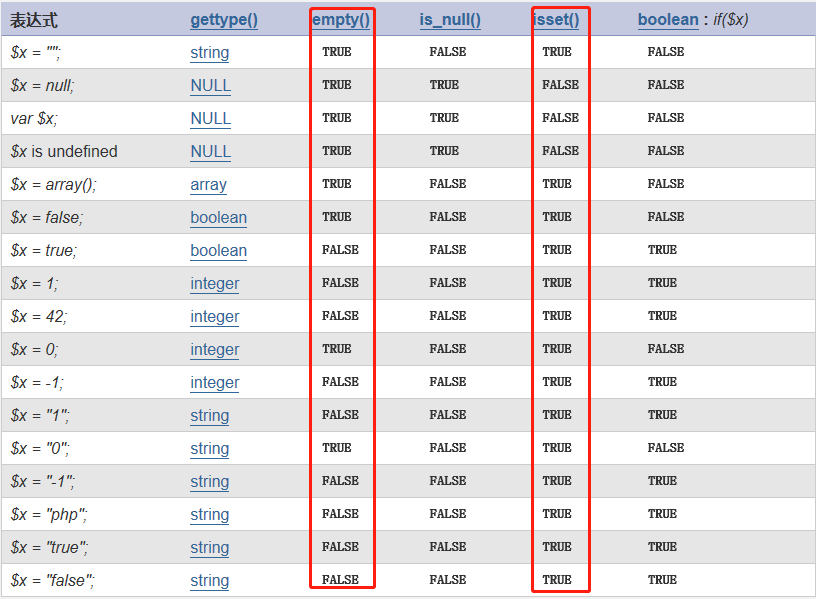 表达式 gettype() empty() is_null() isset() boolean : if($x)
$x = ""; string TRUE FALSE TRUE FALSE
$x = null; NULL TRUE TRUE FALSE FALSE
var $x; NULL TRUE TRUE FALSE FALSE
$x is undefined NULL TRUE TRUE FALSE FALSE
$x = array(); array TRUE FALSE TRUE FALSE
$x = false; boolean TRUE FALSE TRUE FALSE
$x = true; boolean FALSE FALSE TRUE TRUE
$x = 1; integer FALSE FALSE TRUE TRUE
$x = 42; integer FALSE FALSE TRUE TRUE
$x = 0; integer TRUE FALSE TRUE FALSE
$x = -1; integer FALSE FALSE TRUE TRUE
$x = "1"; string FALSE FALSE TRUE TRUE
$x = "0"; string TRUE FALSE TRUE FALSE
$x = "-1"; string FALSE FALSE TRUE TRUE
$x = "php"; string FALSE FALSE TRUE TRUE
$x = "true"; string FALSE FALSE TRUE TRUE
$x = "false"; string FALSE FALSE TRUE TRUE